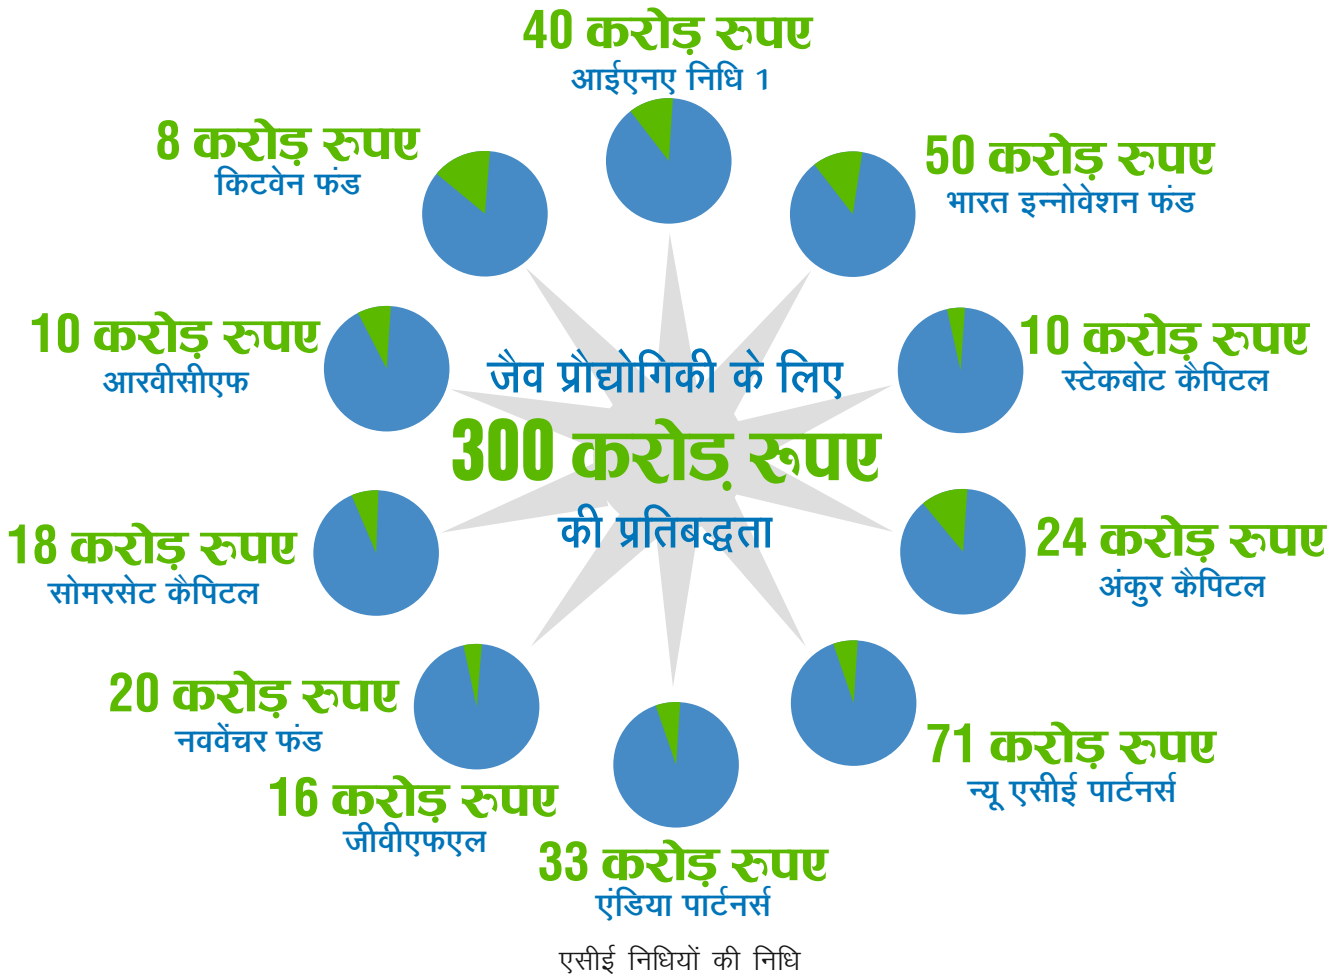 40 करोड़ रुपए
आईएनए निधि 1
8 करोड़ रुपए
किटवेन फंड
50 करोड़ रुपए
भारत इन्नोवेशन फंड
10 करोड़ रुपए
आरवीसीएफ
10 करोड़ रुपए
स्टेकबोट कैपिटल
जैव प्रौद्योगिकी के लिए
300 करोड़ रूपए
की प्रतिबद्धता
18 करोड़ रुपए
सोमरसेट कैपिटल
24 करोड़ रुपए
अंकुर कैपिटल
20 करोड़ रुपए
नववेंचर फंड
71 करोड़ रुपए
न्यू एसीई पार्टनर्स
16 करोड़ रुपए
जीवीएफएल
33 करोड़ रुपए
एंडिया पार्टनर्स
एसीई निधियों की निधि